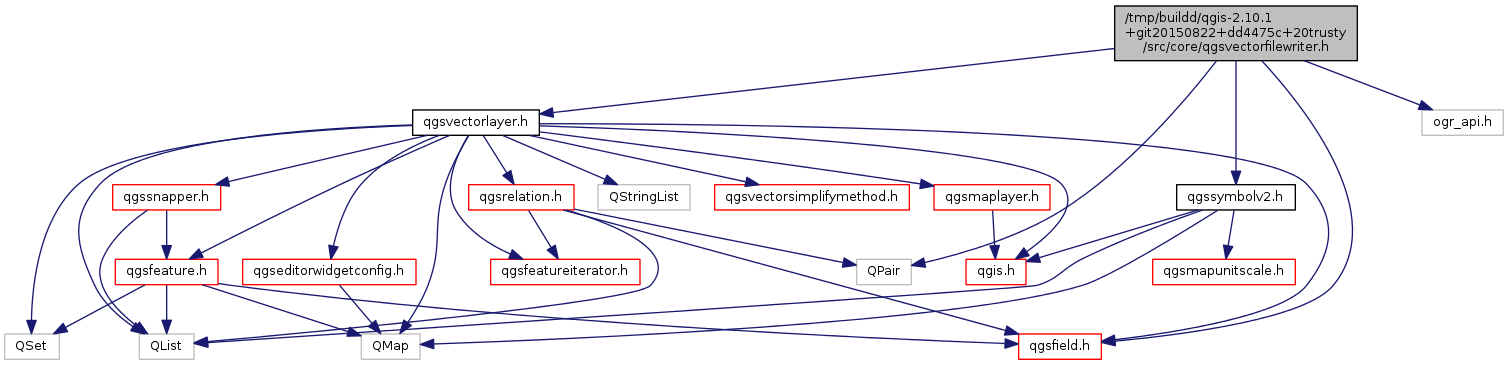 /tmp/buildd/qgis-2.10.1
+git20150822+dd4475c+20trusty
/src/core/qgsvectorfilewriter.h
qgsvectorlayer.h
ogr_api.h
qgssnapper.h
qgsrelation.h
QStringList
qgsvectorsimplifymethod.h
qgsmaplayer.h
qgssymbolv2.h
qgsfeature.h
qgseditorwidgetconfig.h
qgsfeatureiterator.h
QPair
qgis.h
qgsmapunitscale.h
QSet
QList
QMap
qgsfield.h